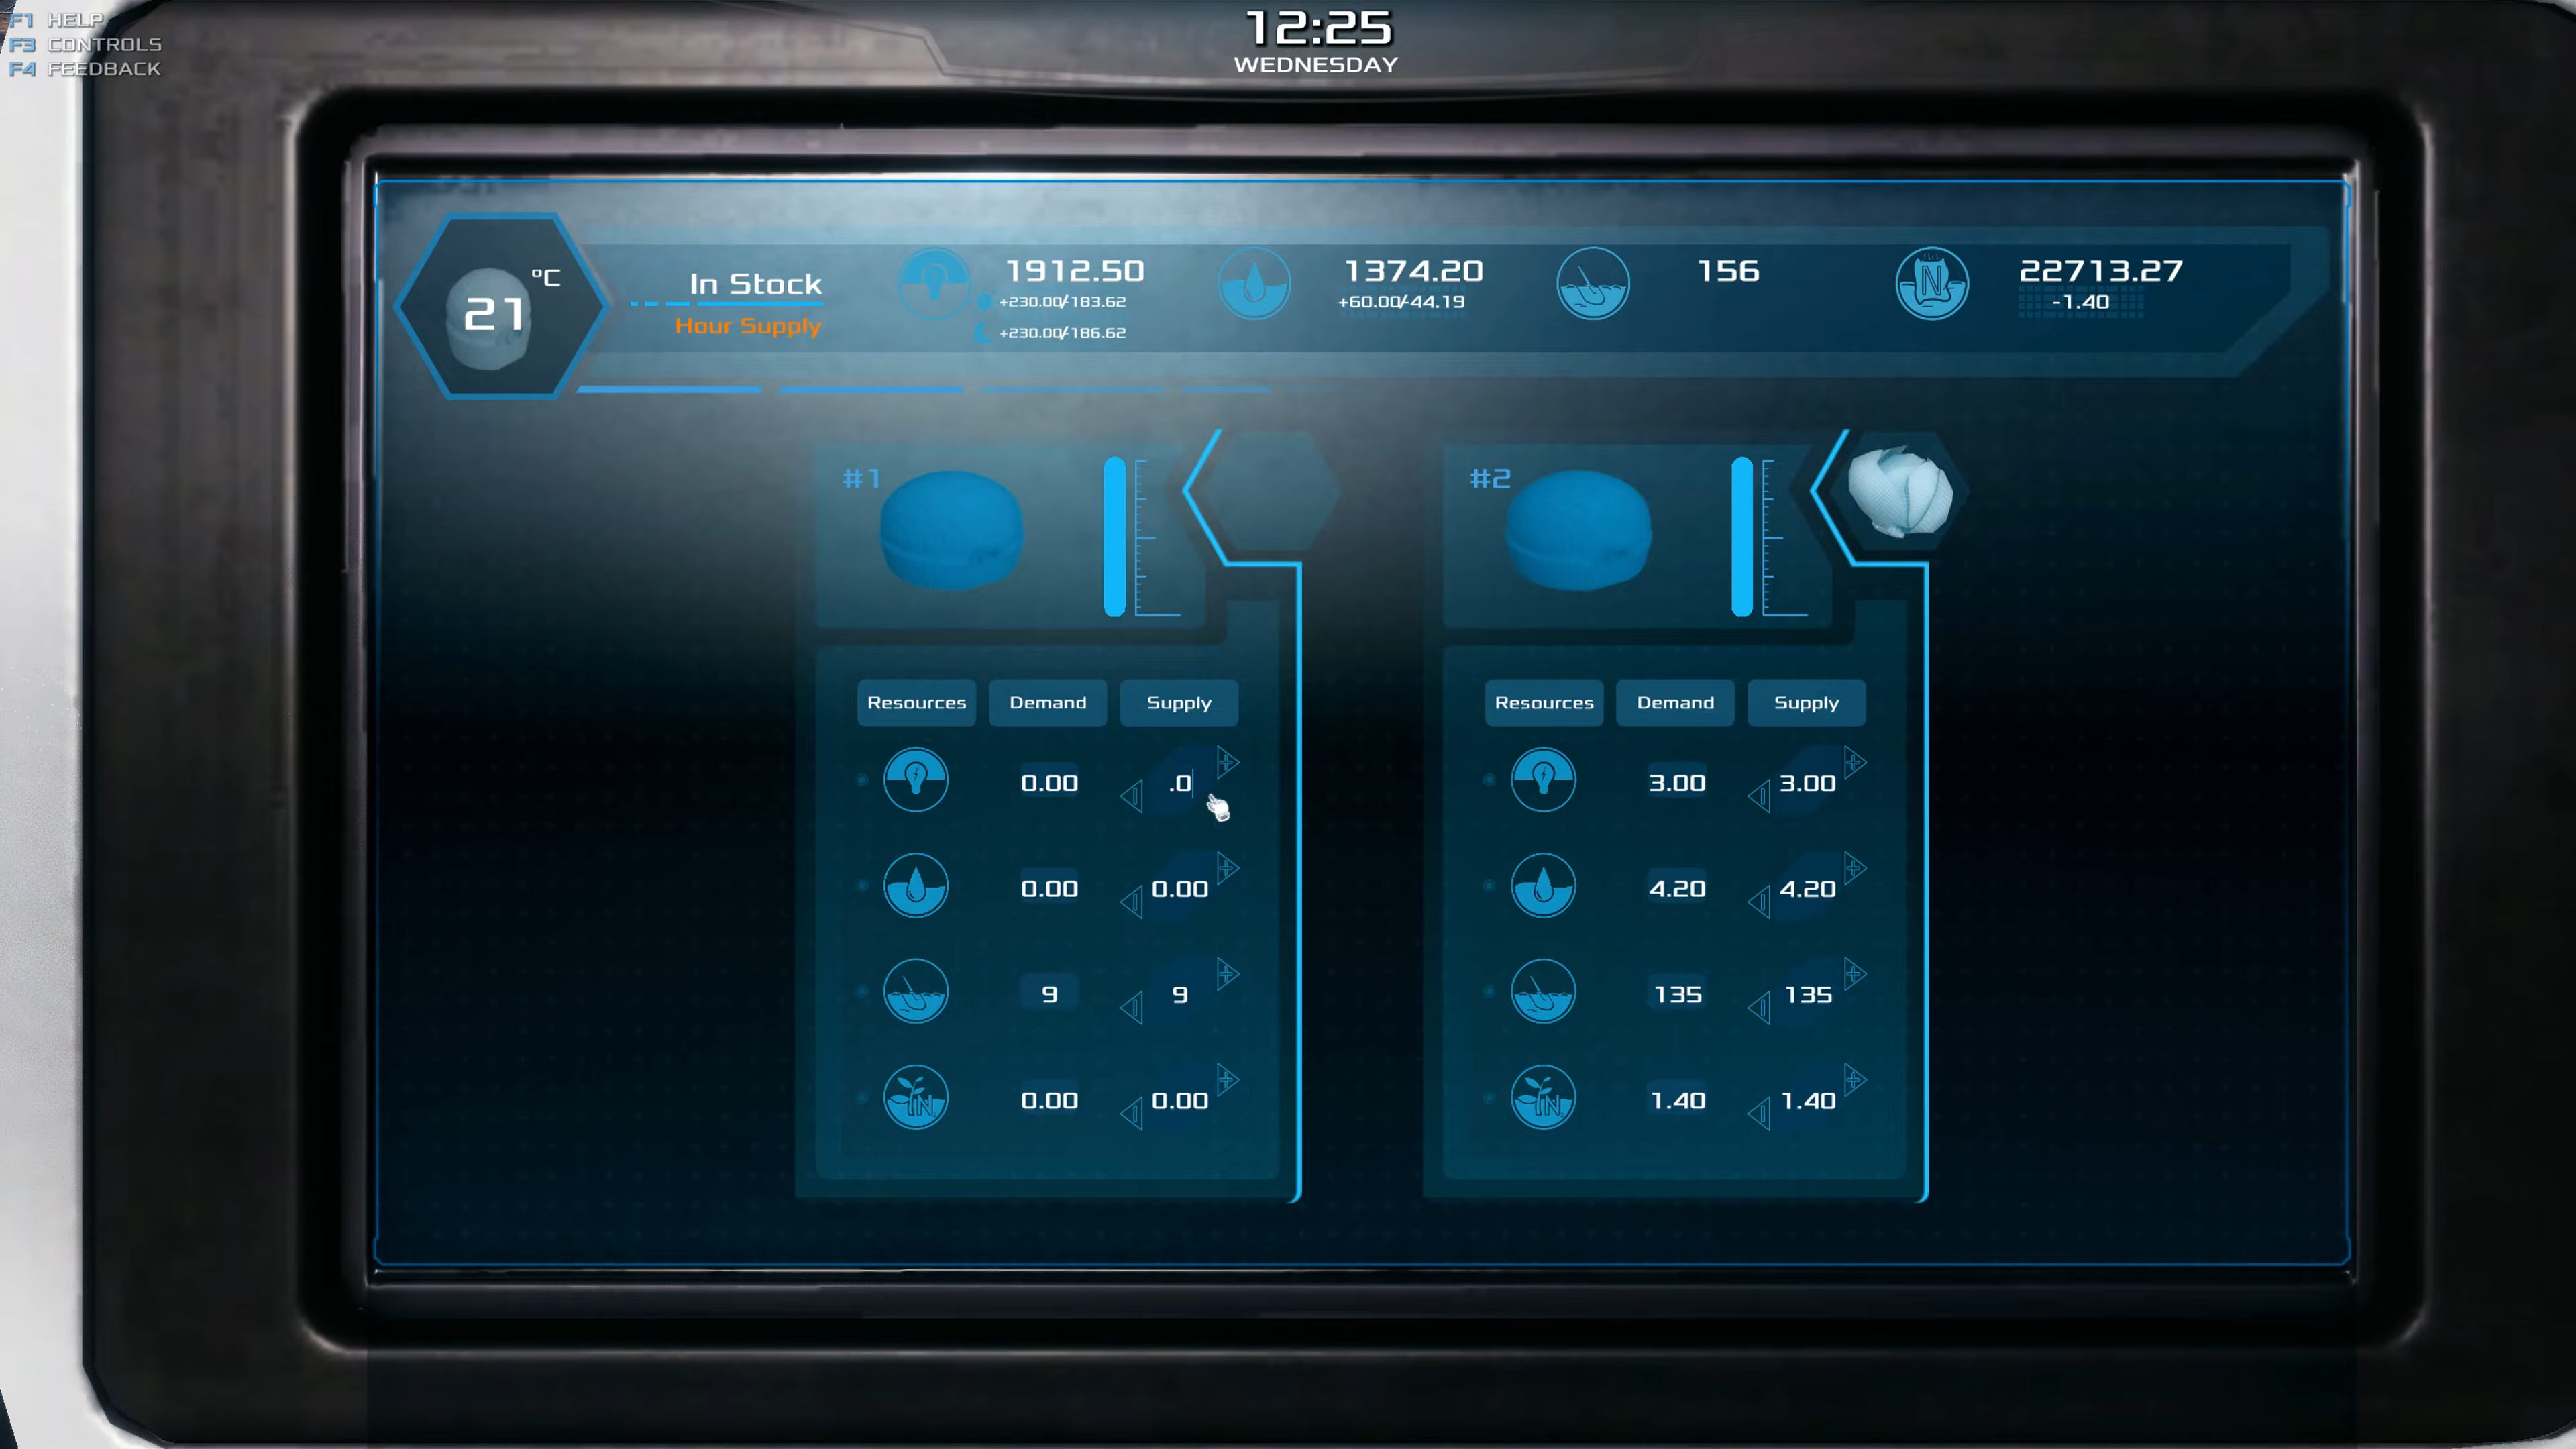 F1 HELP
F3 CONTROLS
F4 FEEDBACK
12:25
WEDNESDAY
21 °C
In Stock
Hour Supply
1912.50
+230.00/-183.62
+230.00/-186.62
1374.20
+60.00/-44.19
156
22713.27
-1.40
#1
Resources Demand Supply
0.00 .0
0.00 0.00
9 9
0.00 0.00
#2
Resources Demand Supply
3.00 3.00
4.20 4.20
135 135
1.40 1.40